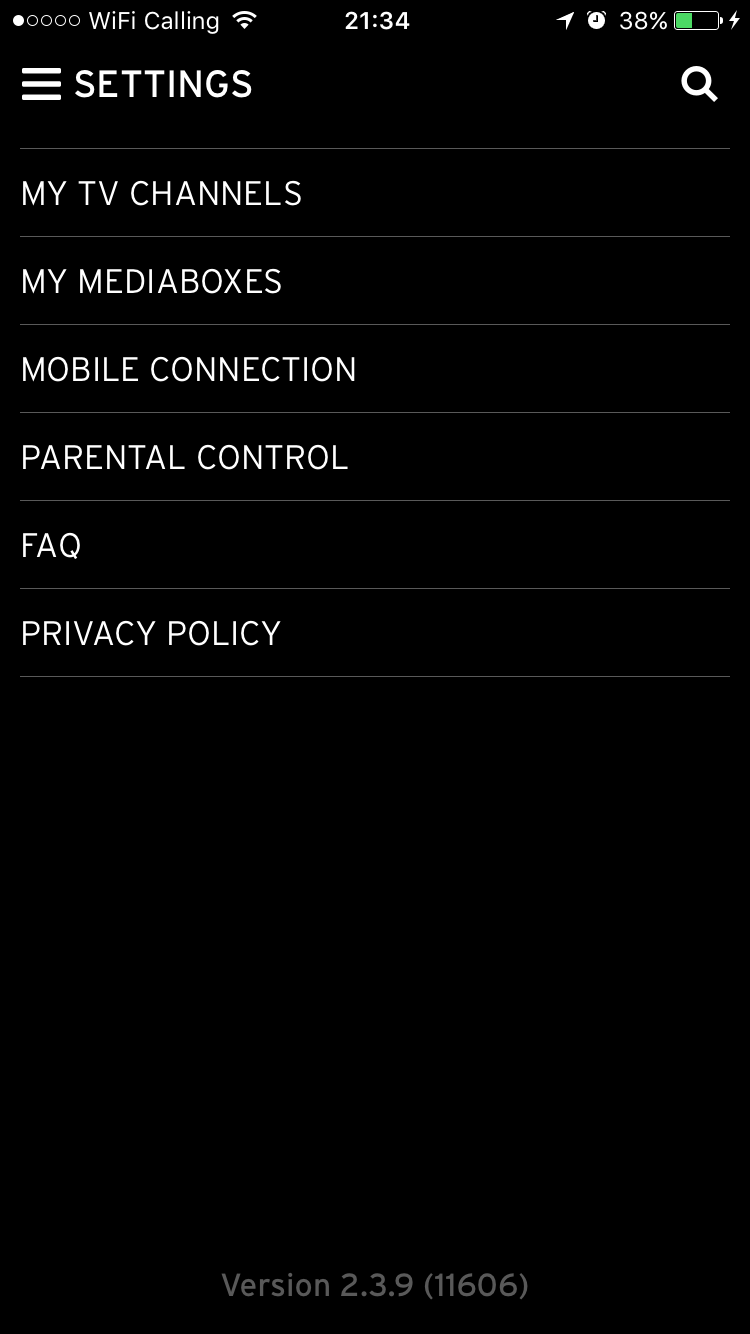 WiFi Calling 21:34 38%
SETTINGS
MY TV CHANNELS
MY MEDIABOXES
MOBILE CONNECTION
PARENTAL CONTROL
FAQ
PRIVACY POLICY
Version 2.3.9 (11606)